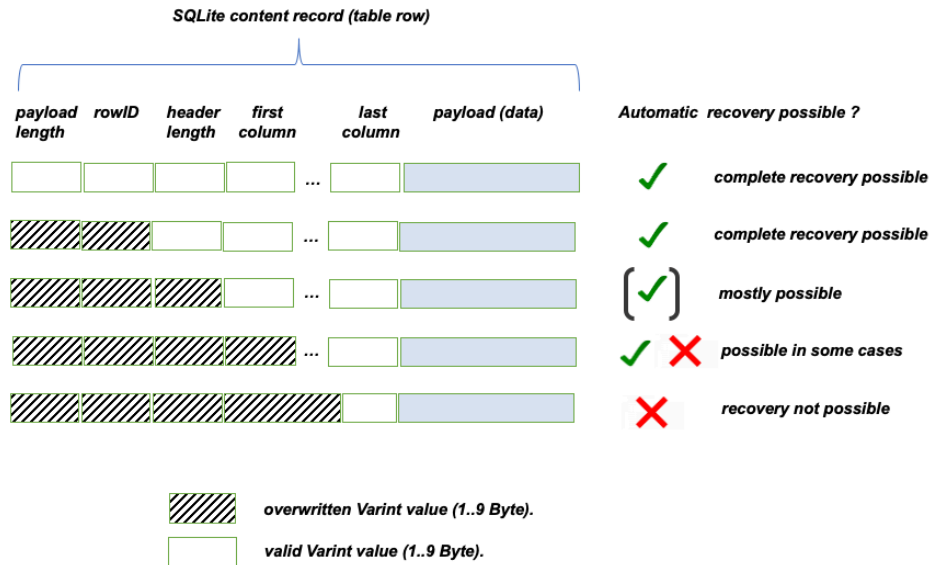 SQLite content record (table row)
payload length rowID header length first column last column payload (data) Automatic recovery possible ?
... complete recovery possible
... complete recovery possible
... mostly possible
... possible in some cases
recovery not possible
overwritten Varint value (1..9 Byte).
valid Varint value (1..9 Byte).